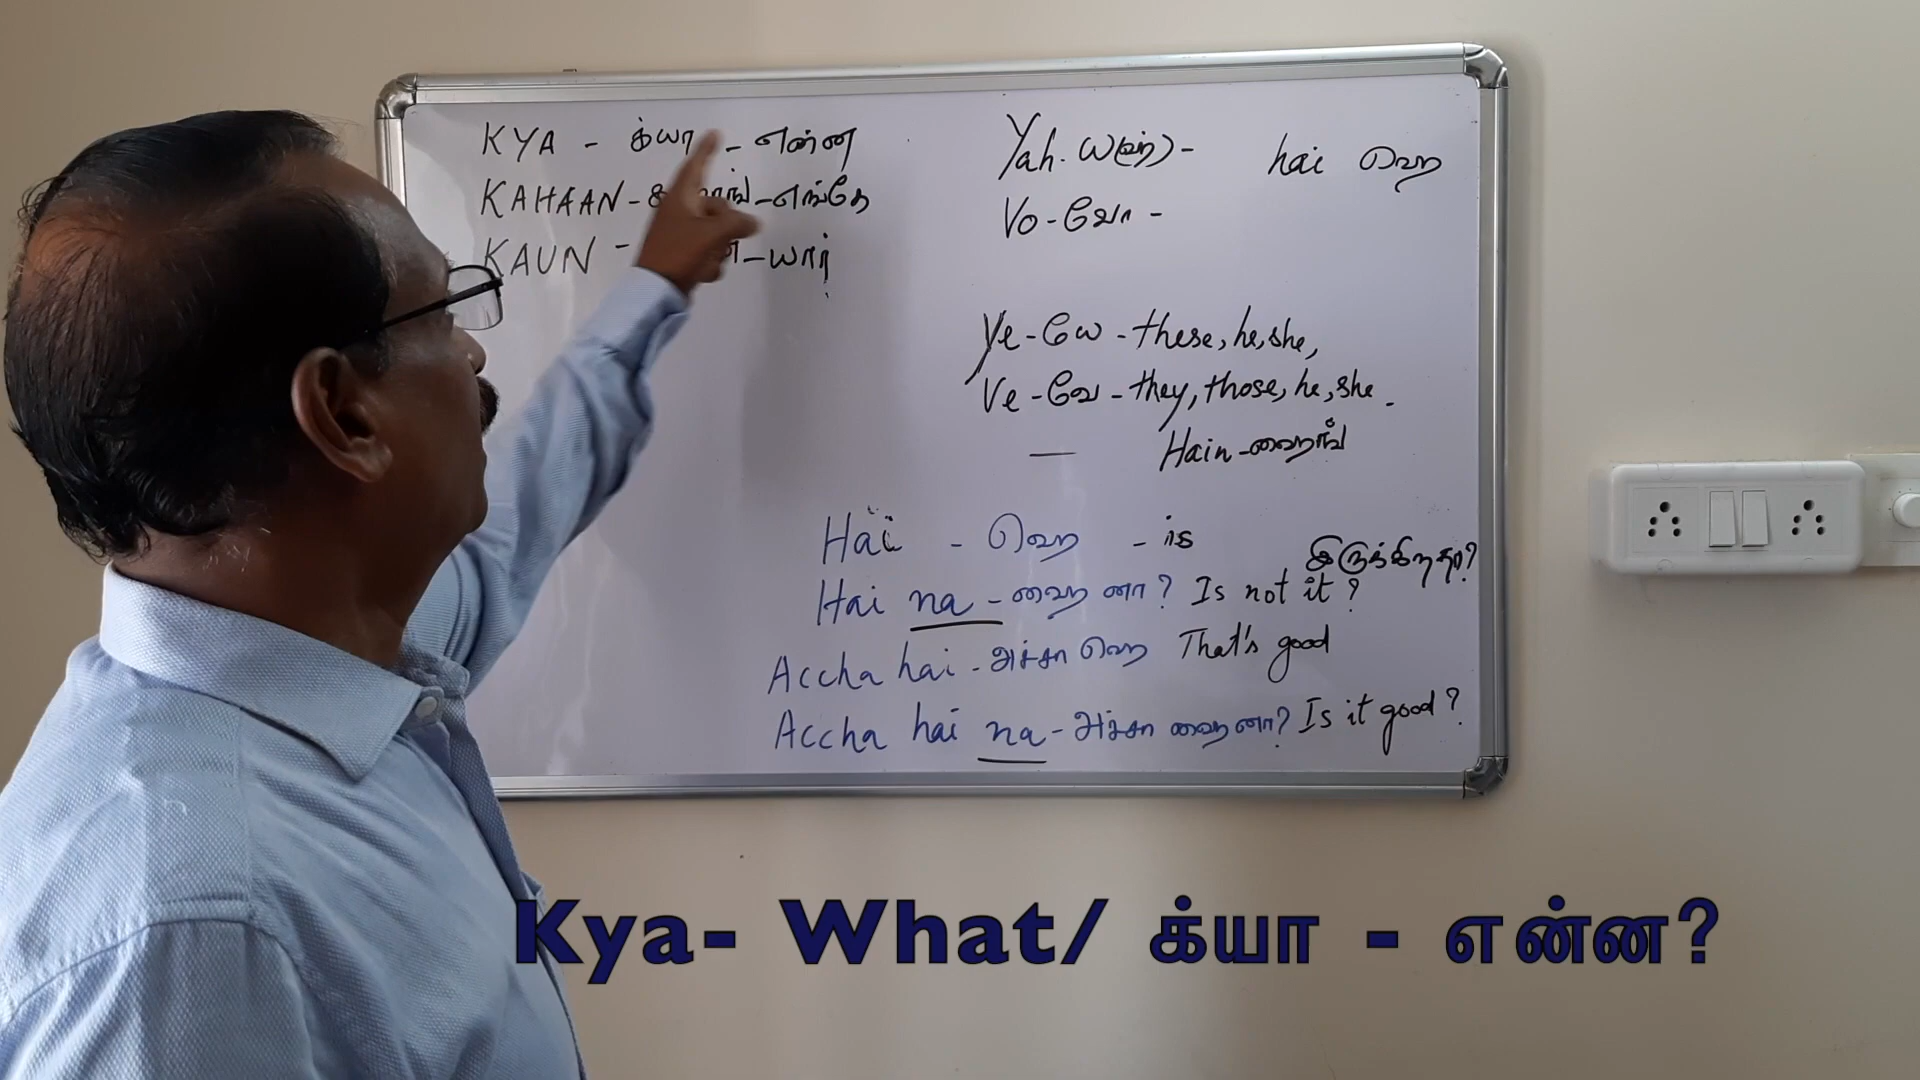 KYA - க்யா - என்ன
KAHAAN - - எங்கே
KAUN - - யார்
Yah. ய(ஹ்) - hai ஹெ
Vo - வோ -
Ye - யே - these, he, she,
Ve - வே - they, those, he, she.
Hain - ஹைங்
Hai - ஹெ - is
இருக்கிறதா?
Hai na - ஹை னா? Is not it?
Accha hai - அச்சா ஹெ That's good
Accha hai na - அச்சா ஹை னா? Is it good?
Kya- What/ க்யா - என்ன?